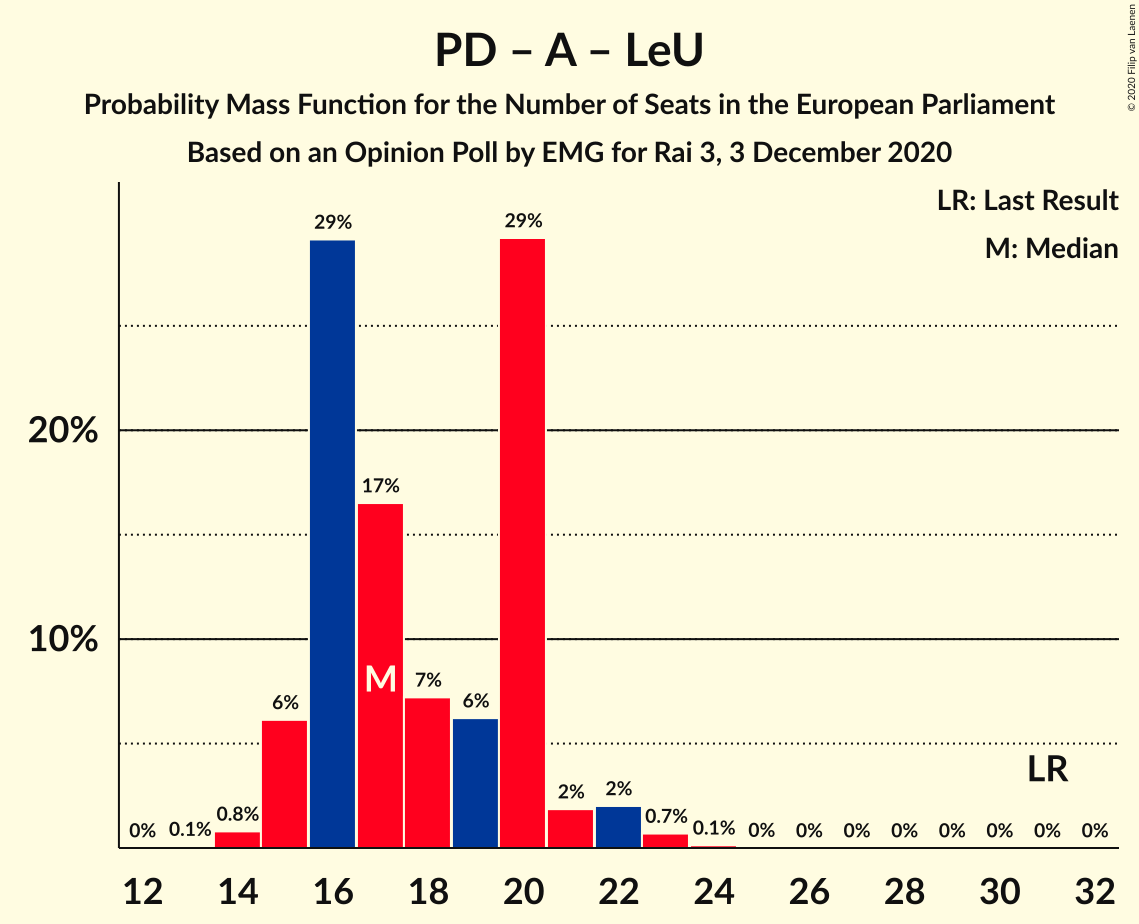 PD – A – LeU
Probability Mass Function for the Number of Seats in the European Parliament
Based on an Opinion Poll by EMG for Rai 3, 3 December 2020
© 2020 Filip van Laenen
LR: Last Result
M: Median
20%
10%
0% 0.1% 0.8% 6% 29% 17% 7% 6% 29% 2% 2% 0.7% 0.1% 0% 0% 0% 0% 0% 0% 0% 0%
M
LR
12 14 16 18 20 22 24 26 28 30 32